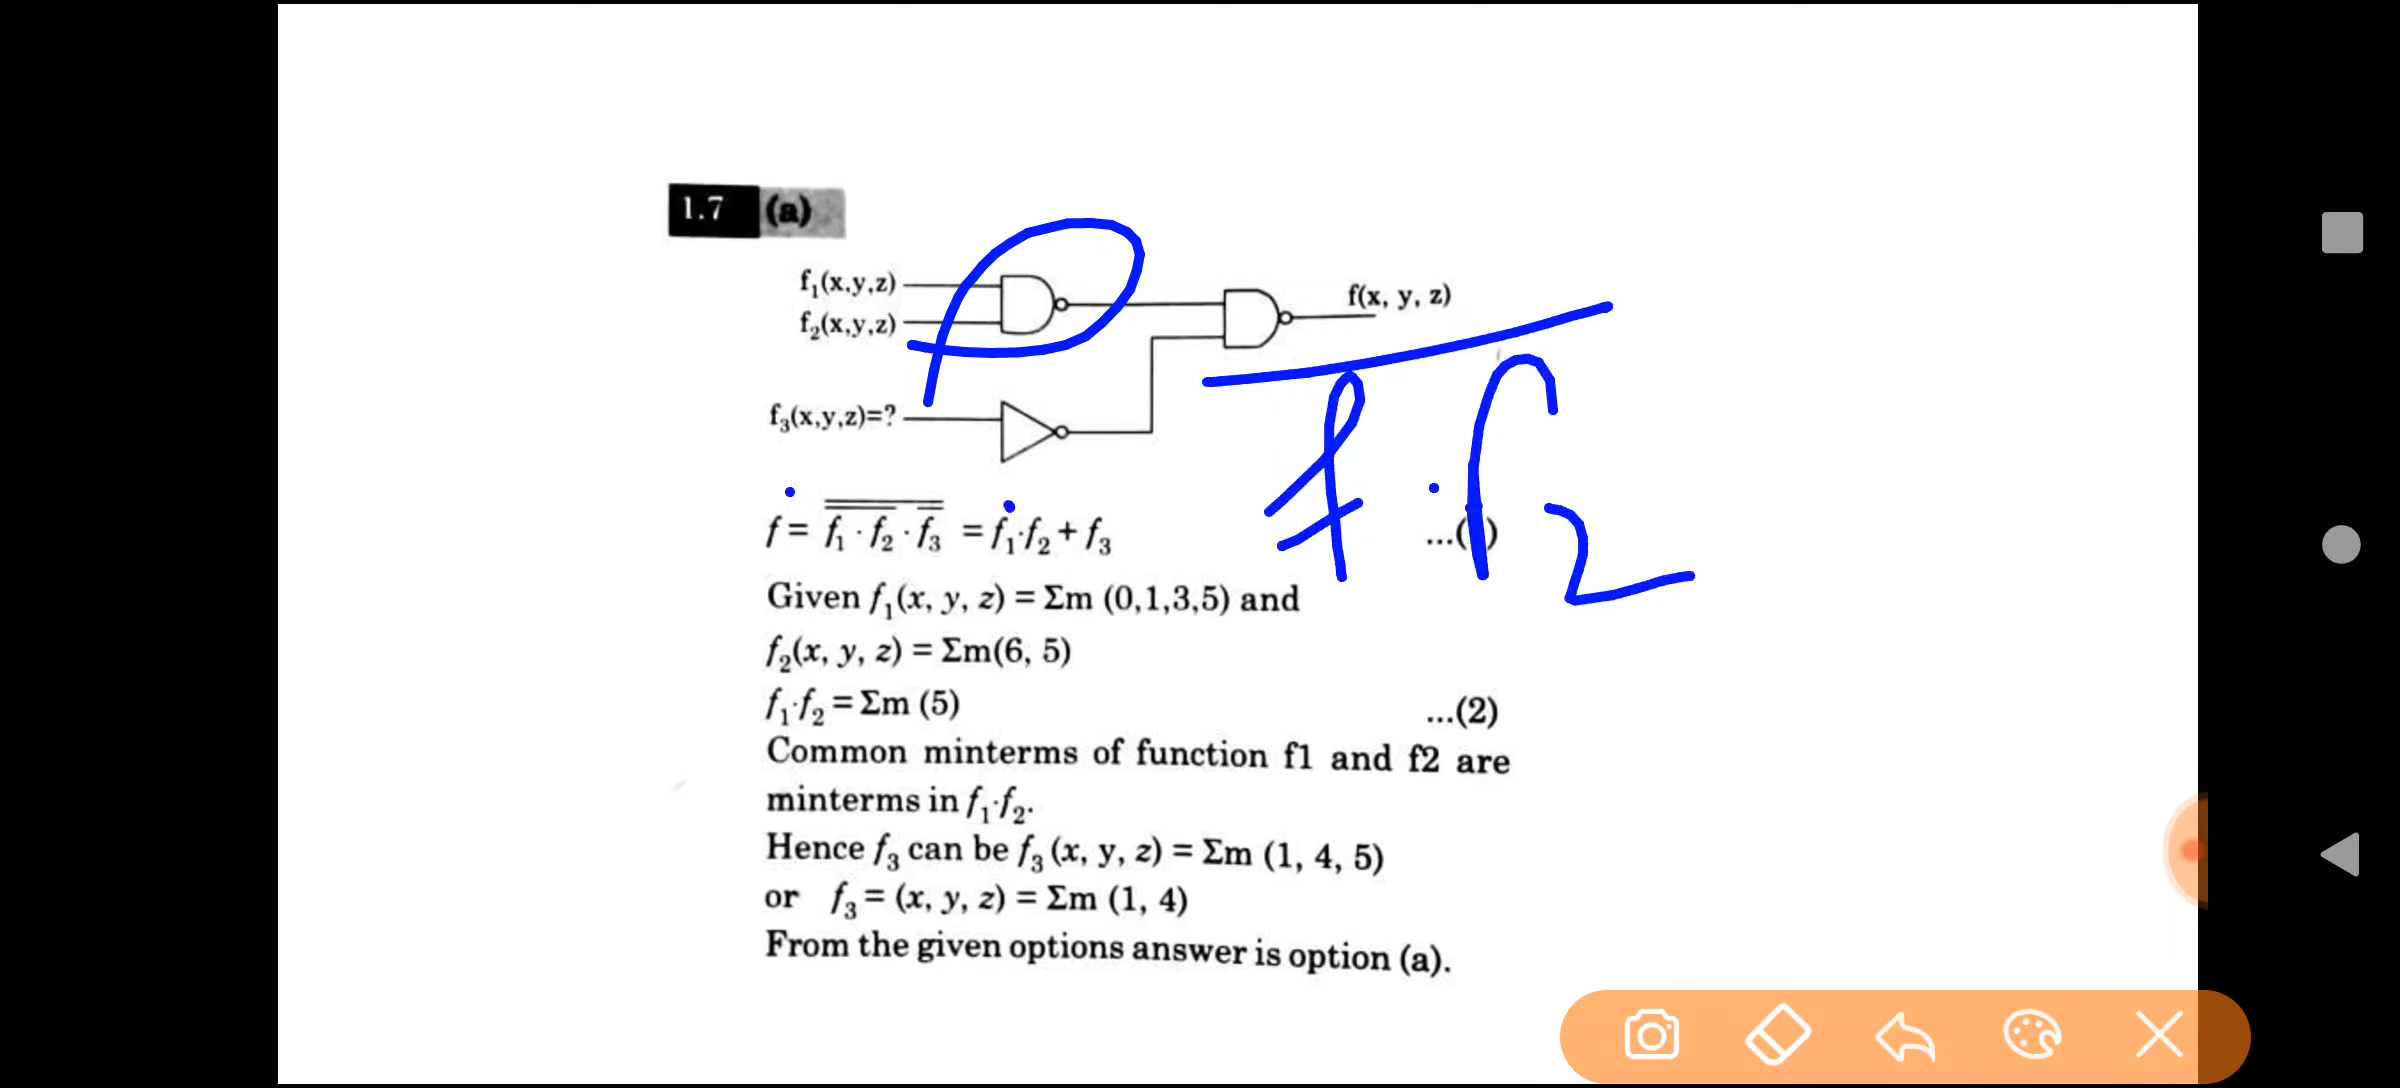 1.7 (a)
f₁(x,y,z)
f₂(x,y,z)
f(x, y, z)
f₃(x,y,z)=?
f . f2
f = \overline{\overline{f₁ · f₂} · \overline{f₃}} = f₁·f₂ + f₃ ...(1)
Given f₁(x, y, z) = Σm (0,1,3,5) and
f₂(x, y, z) = Σm(6, 5)
f₁·f₂ = Σm (5) ...(2)
Common minterms of function f1 and f2 are
minterms in f₁·f₂.
Hence f₃ can be f₃ (x, y, z) = Σm (1, 4, 5)
or f₃ = (x, y, z) = Σm (1, 4)
From the given options answer is option (a).